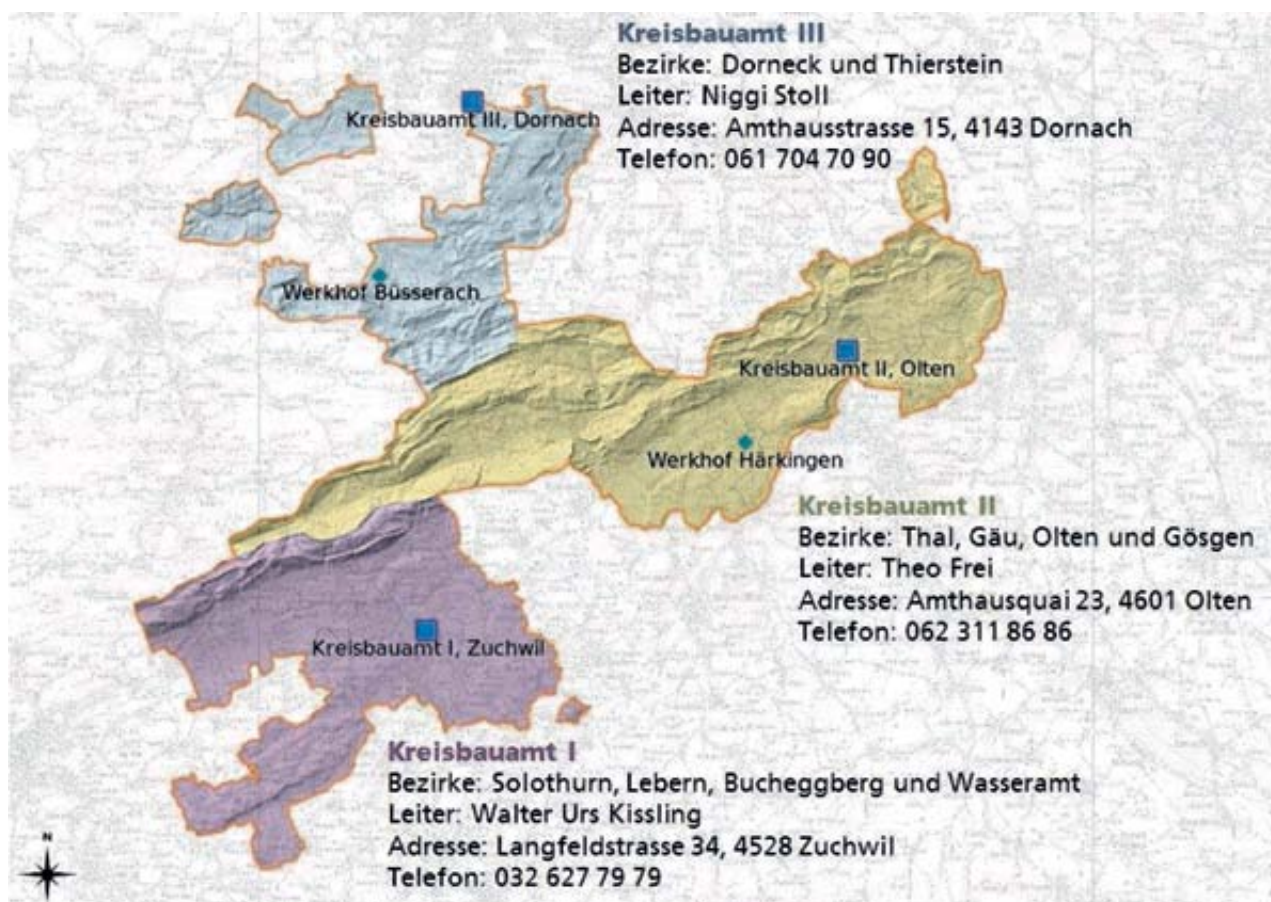 Kreisbauamt III
Bezirke: Dorneck und Thierstein
Leiter: Niggi Stoll
Adresse: Amthausstrasse 15, 4143 Dornach
Telefon: 061 704 70 90
Kreisbauamt III, Dornach
Werkhof Büsserach
Kreisbauamt II, Olten
Werkhof Härkingen
Kreisbauamt II
Bezirke: Thal, Gäu, Olten und Gösgen
Leiter: Theo Frei
Adresse: Amthausquai 23, 4601 Olten
Telefon: 062 311 86 86
Kreisbauamt I, Zuchwil
Kreisbauamt I
Bezirke: Solothurn, Lebern, Bucheggberg und Wasseramt
Leiter: Walter Urs Kissling
Adresse: Langfeldstrasse 34, 4528 Zuchwil
Telefon: 032 627 79 79
N